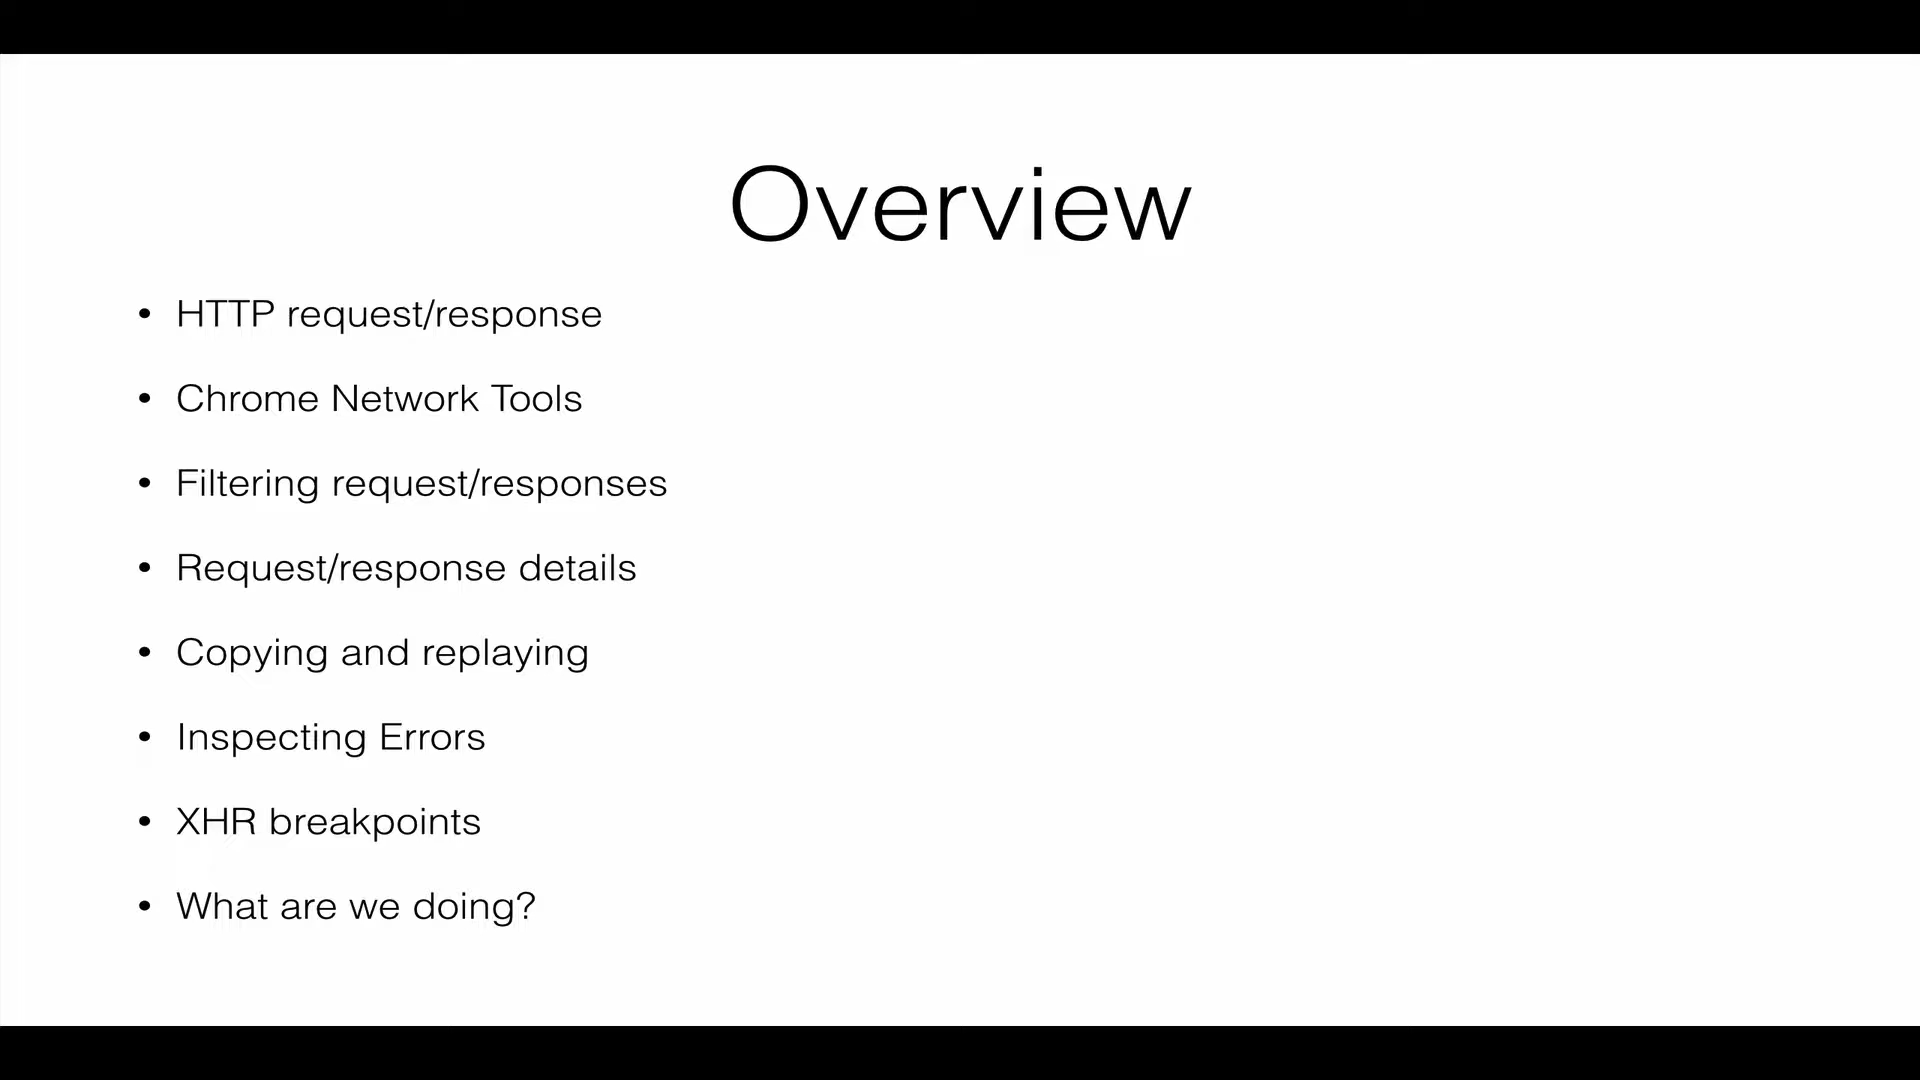 Overview
• HTTP request/response
• Chrome Network Tools
• Filtering request/responses
• Request/response details
• Copying and replaying
• Inspecting Errors
• XHR breakpoints
• What are we doing?